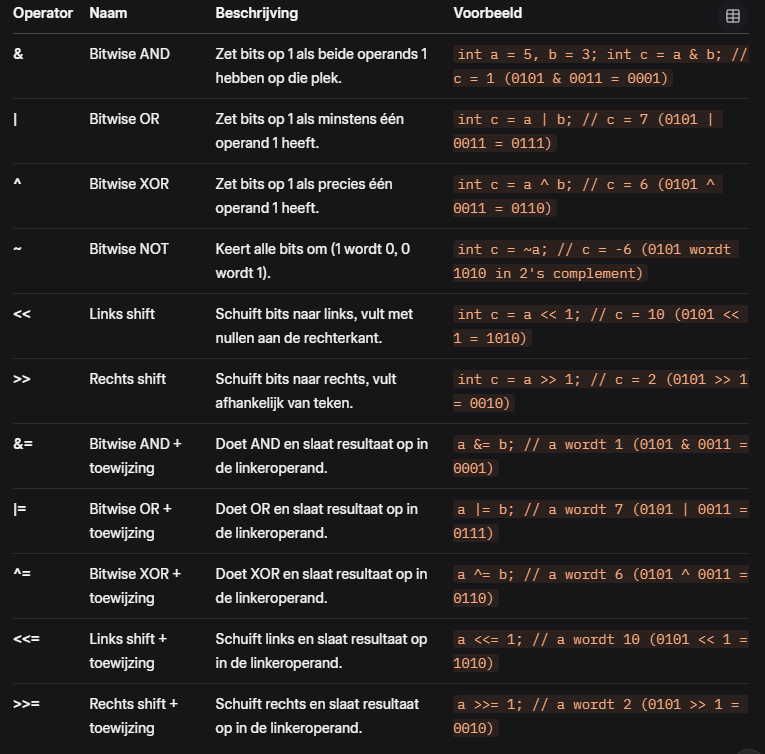 Operator Naam Beschrijving Voorbeeld
& Bitwise AND Zet bits op 1 als beide operands 1 int a = 5, b = 3; int c = a & b; //
hebben op die plek. c = 1 (0101 & 0011 = 0001)
| Bitwise OR Zet bits op 1 als minstens één int c = a | b; // c = 7 (0101 |
operand 1 heeft. 0011 = 0111)
^ Bitwise XOR Zet bits op 1 als precies één int c = a ^ b; // c = 6 (0101 ^
operand 1 heeft. 0011 = 0110)
~ Bitwise NOT Keert alle bits om (1 wordt 0, 0 int c = ~a; // c = -6 (0101 wordt
wordt 1). 1010 in 2's complement)
<< Links shift Schuift bits naar links, vult met int c = a << 1; // c = 10 (0101 <<
nullen aan de rechterkant. 1 = 1010)
>> Rechts shift Schuift bits naar rechts, vult int c = a >> 1; // c = 2 (0101 >> 1
afhankelijk van teken. = 0010)
&= Bitwise AND + Doet AND en slaat resultaat op in a &= b; // a wordt 1 (0101 & 0011 =
toewijzing de linkeroperand. 0001)
|= Bitwise OR + Doet OR en slaat resultaat op in a |= b; // a wordt 7 (0101 | 0011 =
toewijzing de linkeroperand. 0111)
^= Bitwise XOR + Doet XOR en slaat resultaat op in a ^= b; // a wordt 6 (0101 ^ 0011 =
toewijzing de linkeroperand. 0110)
<<= Links shift + Schuift links en slaat resultaat op a <<= 1; // a wordt 10 (0101 << 1 =
toewijzing in de linkeroperand. 1010)
>>= Rechts shift + Schuift rechts en slaat resultaat a >>= 1; // a wordt 2 (0101 >> 1 =
toewijzing op in de linkeroperand. 0010)